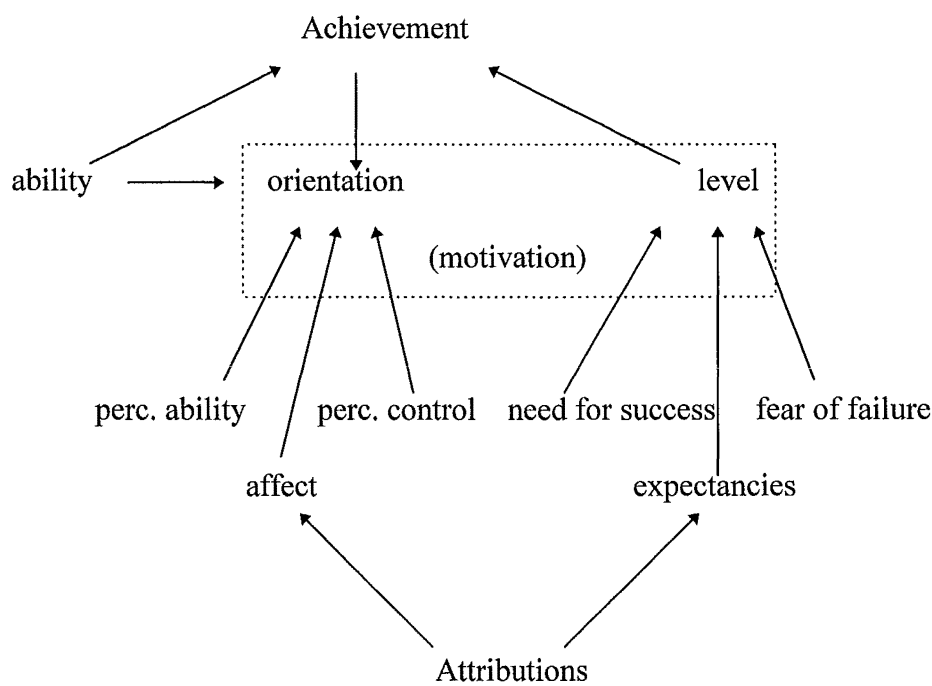 Achievement
ability
orientation
level
(motivation)
perc. ability
perc. control
need for success
fear of failure
affect
expectancies
Attributions